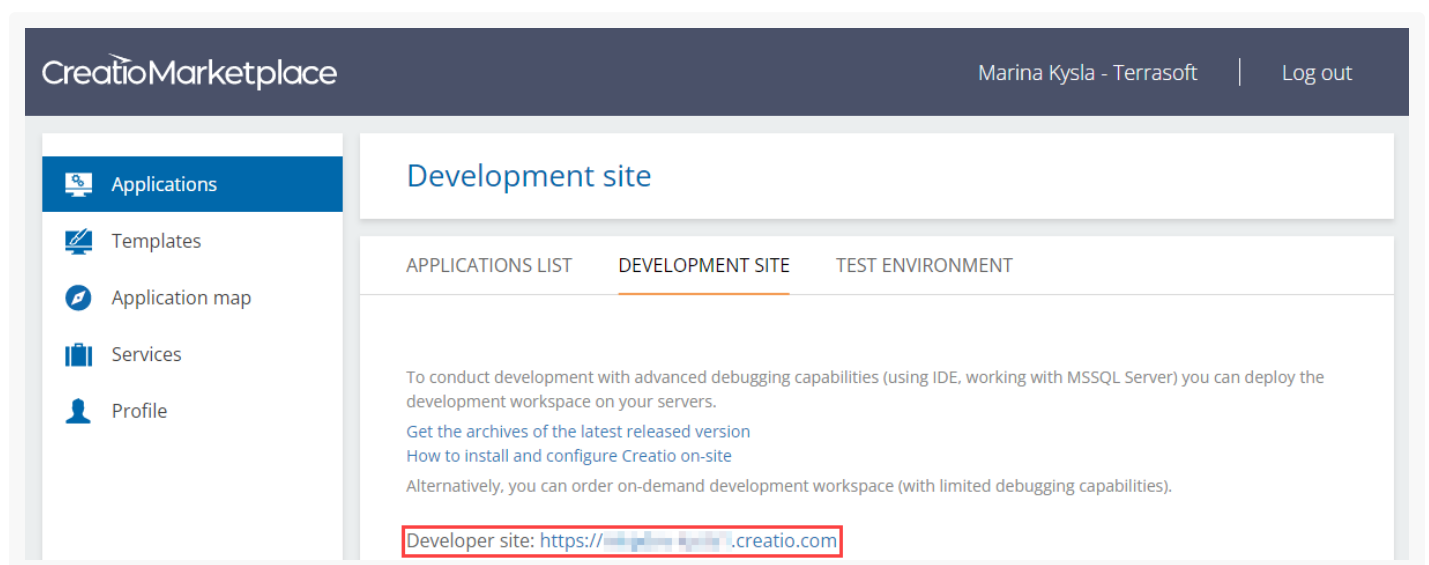 CreatioMarketplace
Marina Kysla - Terrasoft
Log out
Applications
Templates
Application map
Services
Profile
Development site
APPLICATIONS LIST
DEVELOPMENT SITE
TEST ENVIRONMENT
To conduct development with advanced debugging capabilities (using IDE, working with MSSQL Server) you can deploy the
development workspace on your servers.
Get the archives of the latest released version
How to install and configure Creatio on-site
Alternatively, you can order on-demand development workspace (with limited debugging capabilities).
Developer site: https:// .creatio.com